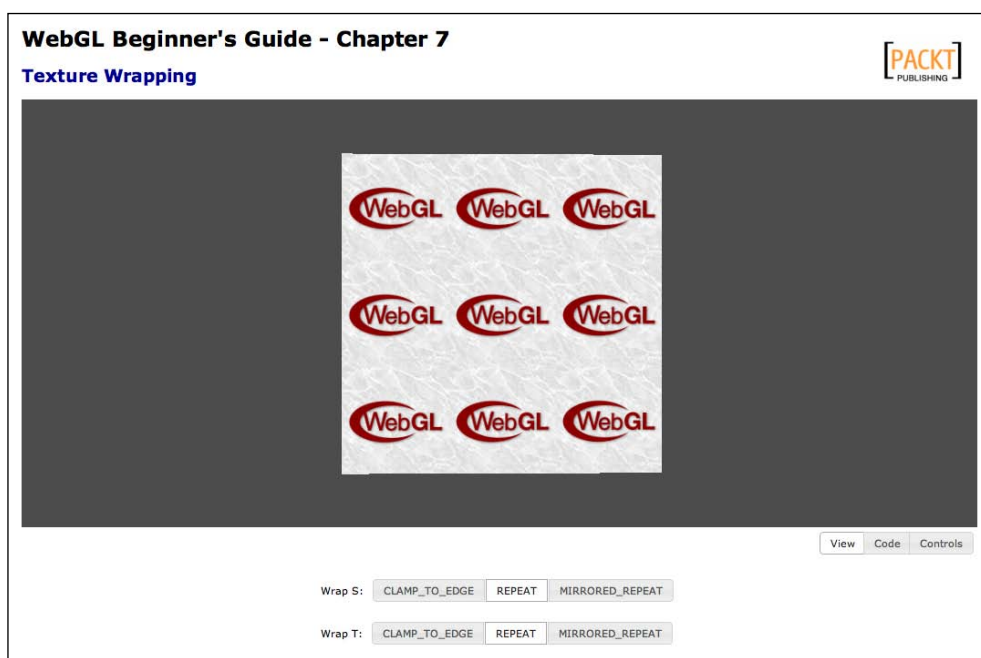 WebGL Beginner's Guide - Chapter 7
Texture Wrapping
[PACKT]
PUBLISHING
WebGL WebGL WebGL
WebGL WebGL WebGL
WebGL WebGL WebGL
View Code Controls
Wrap S: CLAMP_TO_EDGE REPEAT MIRRORED_REPEAT
Wrap T: CLAMP_TO_EDGE REPEAT MIRRORED_REPEAT